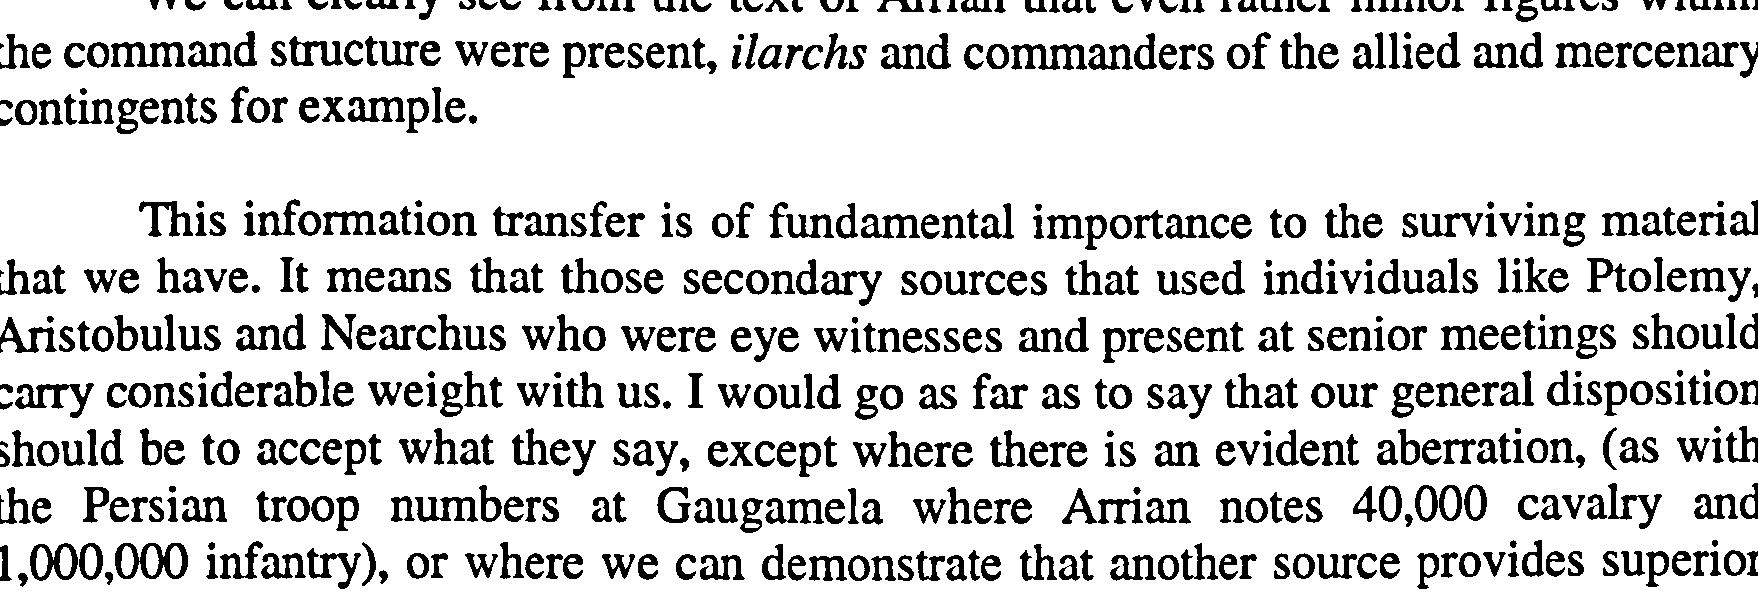 We can clearly see from the text of Arrian that even rather minor figures within
the command structure were present, ilarchs and commanders of the allied and mercenary
contingents for example.
This information transfer is of fundamental importance to the surviving material
that we have. It means that those secondary sources that used individuals like Ptolemy,
Aristobulus and Nearchus who were eye witnesses and present at senior meetings should
carry considerable weight with us. I would go as far as to say that our general disposition
should be to accept what they say, except where there is an evident aberration, (as with
the Persian troop numbers at Gaugamela where Arrian notes 40,000 cavalry and
1,000,000 infantry), or where we can demonstrate that another source provides superior